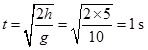 t = √(2h/g) = √((2×5)/10) = 1 s